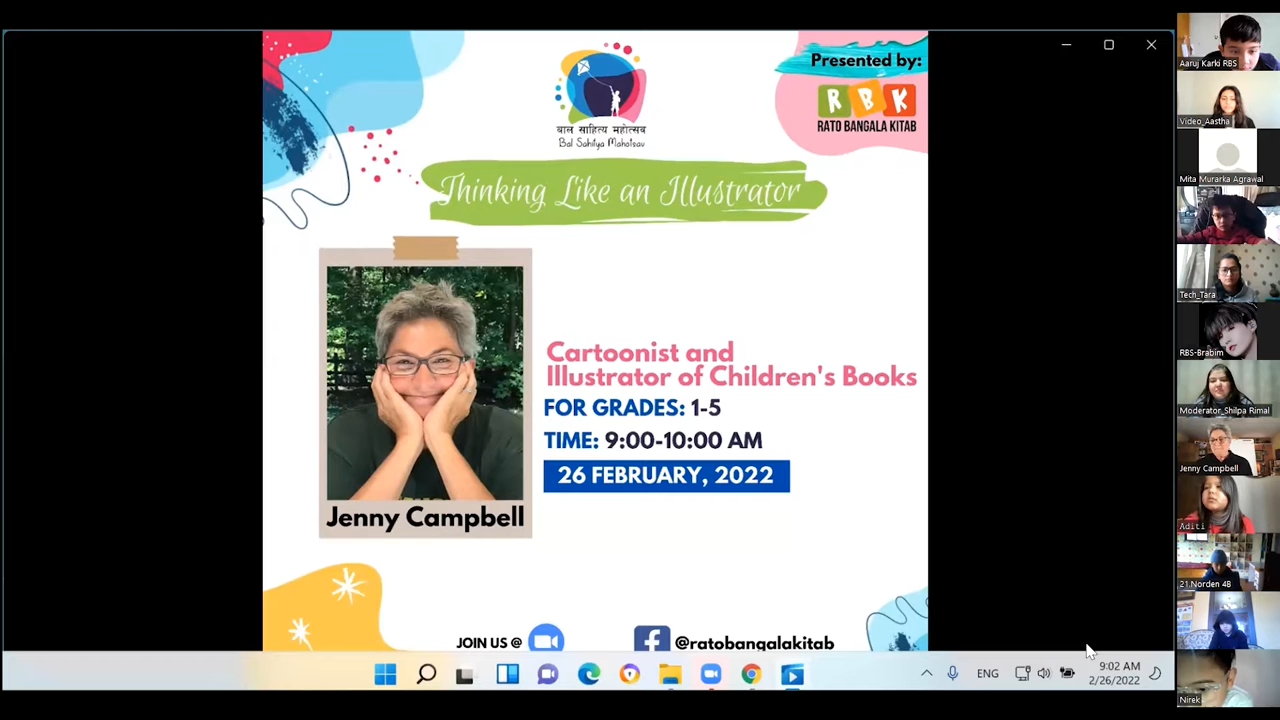 Presented by:
RBK
RATO BANGALA KITAB
बाल साहित्य महोत्सव
Bal Sahitya Mahotsav
Thinking Like an Illustrator
Cartoonist and
Illustrator of Children's Books
FOR GRADES: 1-5
TIME: 9:00-10:00 AM
26 FEBRUARY, 2022
Jenny Campbell
JOIN US @
@ratobangalakitab
ENG
9:02 AM
2/26/2022
Aaruj Karki RBS
Video_Aastha
Mita Murarka Agrawal
Tech_Tara
RBS-Brabim
Moderator_Shilpa Rimal
Jenny Campbell
Aditi
21 Norden 4B
Nirek